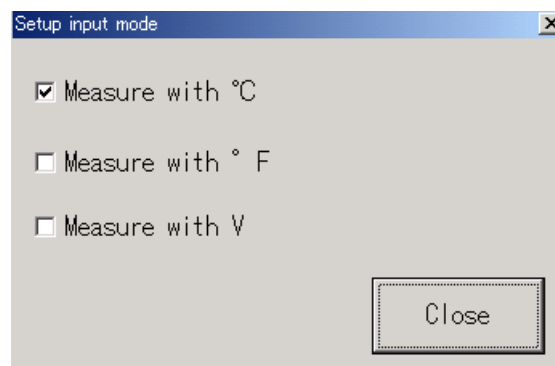 Setup input mode
Measure with ℃
Measure with ° F
Measure with V
Close